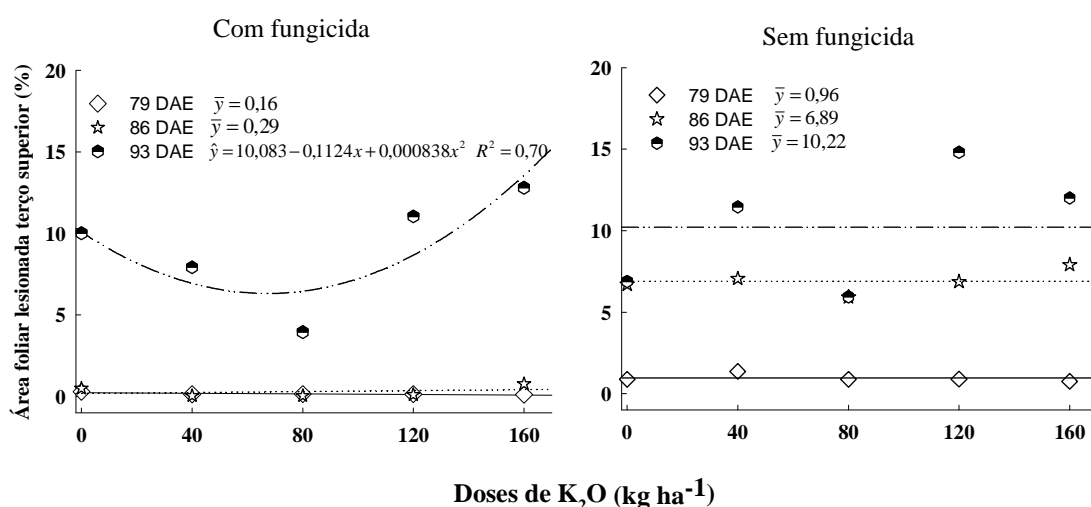 Com fungicida
Área foliar lesionada terço superior (%)
20
15
10
5
0
79 DAE y̅ = 0,16
86 DAE y̅ = 0,29
93 DAE ŷ = 10,083 – 0,1124x + 0,000838x² R² = 0,70
0 40 80 120 160
Sem fungicida
20
15
10
5
0
79 DAE y̅ = 0,96
86 DAE y̅ = 6,89
93 DAE y̅ = 10,22
0 40 80 120 160
Doses de K₂O (kg ha⁻¹)